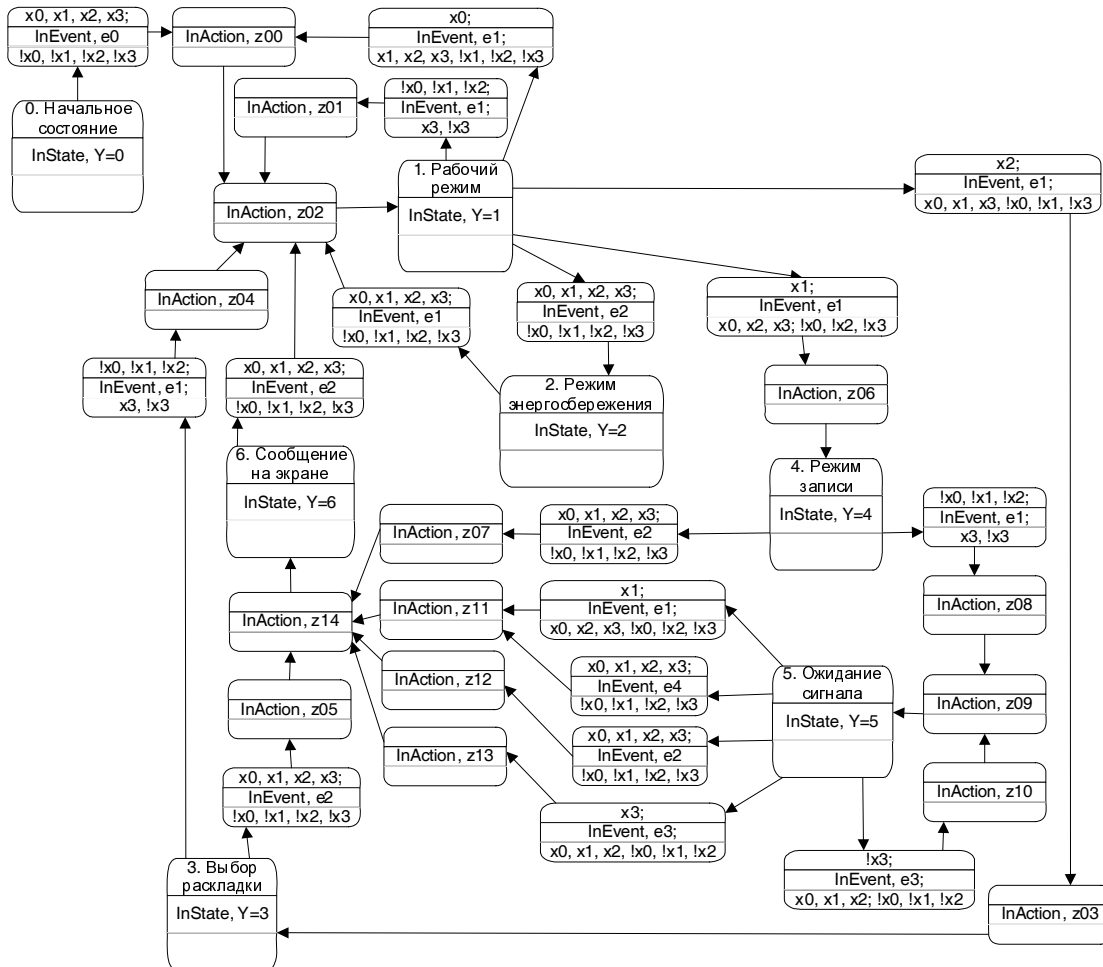 x0, x1, x2, x3;
InEvent, e0
!x0, !x1, !x2, !x3
InAction, z00
x0;
InEvent, e1;
x1, x2, x3, !x1, !x2, !x3
0. Начальное
состояние
InState, Y=0
InAction, z01
!x0, !x1, !x2;
InEvent, e1;
x3, !x3
1. Рабочий
режим
InState, Y=1
x2;
InEvent, e1;
x0, x1, x3, !x0, !x1, !x3
InAction, z02
InAction, z04
x0, x1, x2, x3;
InEvent, e1
!x0, !x1, !x2, !x3
x0, x1, x2, x3;
InEvent, e2
!x0, !x1, !x2, !x3
x1;
InEvent, e1
x0, x2, x3; !x0, !x2, !x3
!x0, !x1, !x2;
InEvent, e1;
x3, !x3
x0, x1, x2, x3;
InEvent, e2
!x0, !x1, !x2, !x3
2. Режим
энергосбережения
InState, Y=2
InAction, z06
6. Сообщение
на экране
InState, Y=6
4. Режим
записи
InState, Y=4
InAction, z07
x0, x1, x2, x3;
InEvent, e2
!x0, !x1, !x2, !x3
!x0, !x1, !x2;
InEvent, e1;
x3, !x3
InAction, z14
InAction, z11
x1;
InEvent, e1;
x0, x2, x3, !x0, !x2, !x3
InAction, z08
InAction, z12
x0, x1, x2, x3;
InEvent, e4
!x0, !x1, !x2, !x3
5. Ожидание
сигнала
InState, Y=5
InAction, z09
InAction, z05
InAction, z13
x0, x1, x2, x3;
InEvent, e2
!x0, !x1, !x2, !x3
InAction, z10
x0, x1, x2, x3;
InEvent, e2
!x0, !x1, !x2, !x3
x3;
InEvent, e3;
x0, x1, x2, !x0, !x1, !x2
!x3;
InEvent, e3;
x0, x1, x2; !x0, !x1, !x2
3. Выбор
раскладки
InState, Y=3
InAction, z03